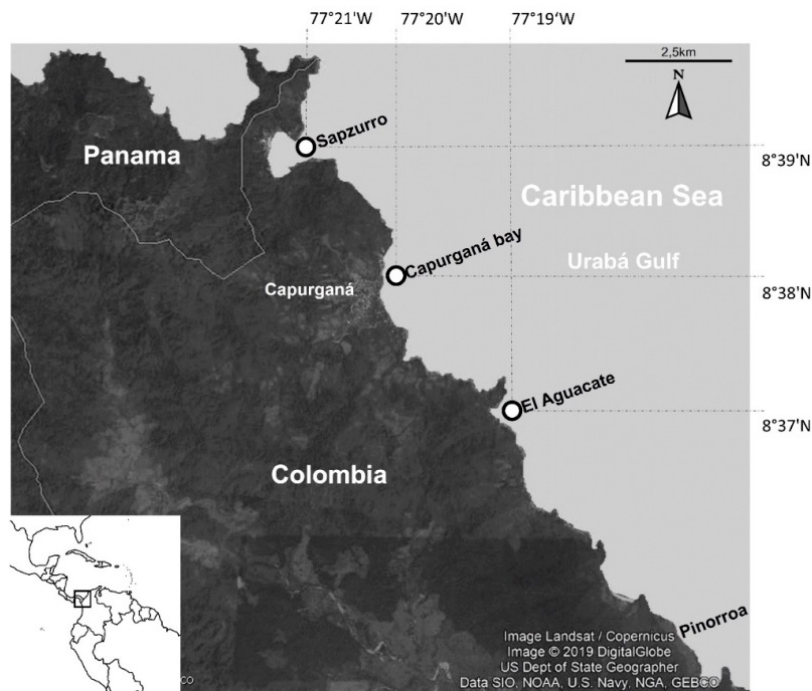 77°21'W 77°20'W 77°19'W
2,5km
N
Sapzurro
Panama
8°39'N
Caribbean Sea
Capurganá bay
Urabá Gulf
Capurganá
8°38'N
El Aguacate
8°37'N
Colombia
Pinorroa
Image Landsat / Copernicus
Image © 2019 DigitalGlobe
US Dept of State Geographer
Data SIO, NOAA, U.S. Navy, NGA, GEBCO
CO